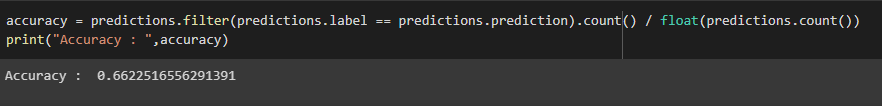 accuracy = predictions.filter(predictions.label == predictions.prediction).count() / float(predictions.count())
print("Accuracy : ",accuracy)
Accuracy :  0.6622516556291391